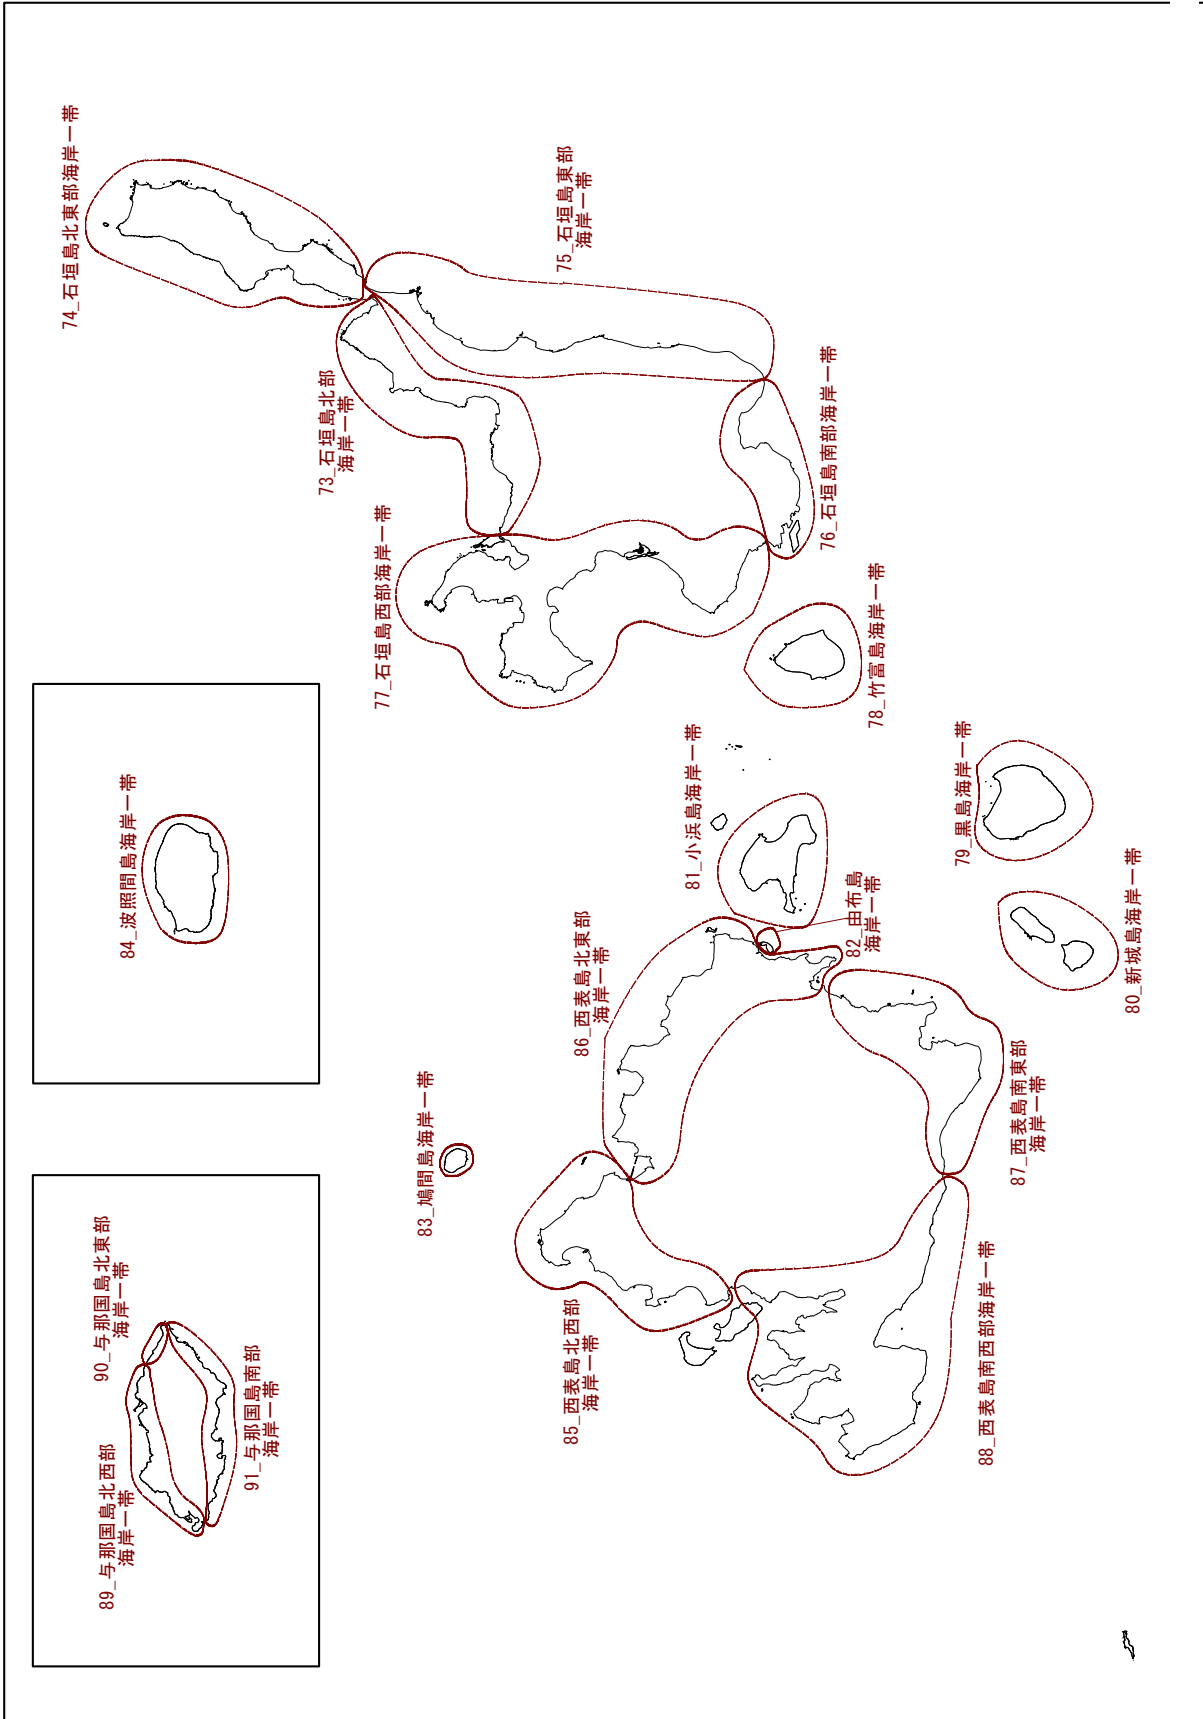 73_石垣島北部
海岸一帯
74_石垣島北東部海岸一帯
75_石垣島東部
海岸一帯
76_石垣島南部海岸一帯
77_石垣島西部海岸一帯
78_竹富島海岸一帯
79_黒島海岸一帯
80_新城島海岸一帯
81_小浜島海岸一帯
82_由布島
海岸一帯
83_鳩間島海岸一帯
84_波照間島海岸一帯
85_西表島北西部
海岸一帯
86_西表島北東部
海岸一帯
87_西表島南東部
海岸一帯
88_西表島南西部海岸一帯
89_与那国島北西部
海岸一帯
90_与那国島北東部
海岸一帯
91_与那国島南部
海岸一帯